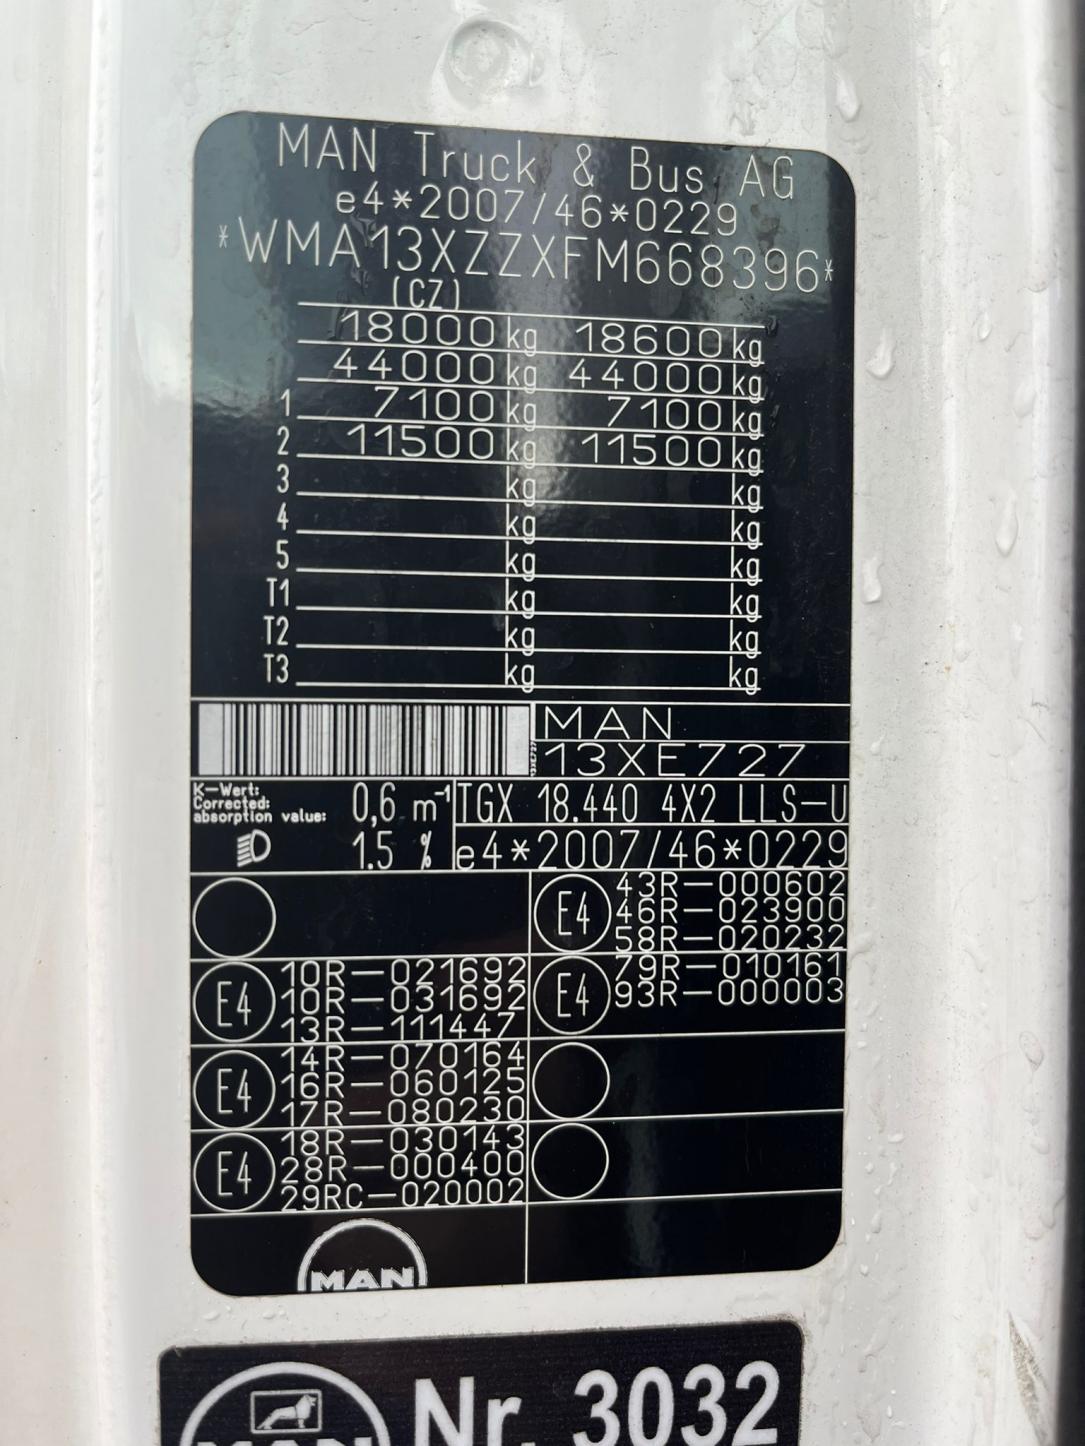 MAN Truck & Bus AG
e4*2007/46*0229
*WMA13XZZXFM668396*
(CZ)
18000 kg 18600 kg
44000 kg 44000 kg
1 7100 kg 7100 kg
2 11500 kg 11500 kg
3 kg kg
4 kg kg
5 kg kg
T1 kg kg
T2 kg kg
T3 kg kg
13XE727
MAN
13XE727
K-Wert:
Corrected:
absorption value: 0,6 m⁻¹
1.5 %
TGX 18.440 4X2 LLS-U
e4*2007/46*0229
E4
43R-000602
46R-023900
58R-020232
E4
10R-021692
10R-031692
13R-111447
E4
79R-010161
93R-000003
E4
14R-070164
16R-060125
17R-080230
E4
18R-030143
28R-000400
29RC-020002
MAN
MAN
Nr. 3032